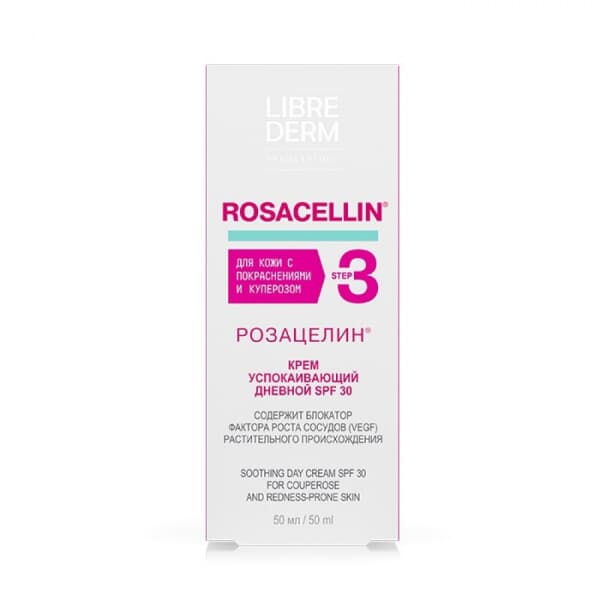 LIBRE
DERM
ROSACELLIN®
ДЛЯ КОЖИ С
ПОКРАСНЕНИЯМИ
И КУПЕРОЗОМ
STEP 3
РОЗАЦЕЛИН®
КРЕМ
УСПОКАИВАЮЩИЙ
ДНЕВНОЙ SPF 30
СОДЕРЖИТ БЛОКАТОР
ФАКТОРА РОСТА СОСУДОВ (VEGF)
РАСТИТЕЛЬНОГО ПРОИСХОЖДЕНИЯ
SOOTHING DAY CREAM SPF 30
FOR COUPEROSE
AND REDNESS-PRONE SKIN
50 мл / 50 ml